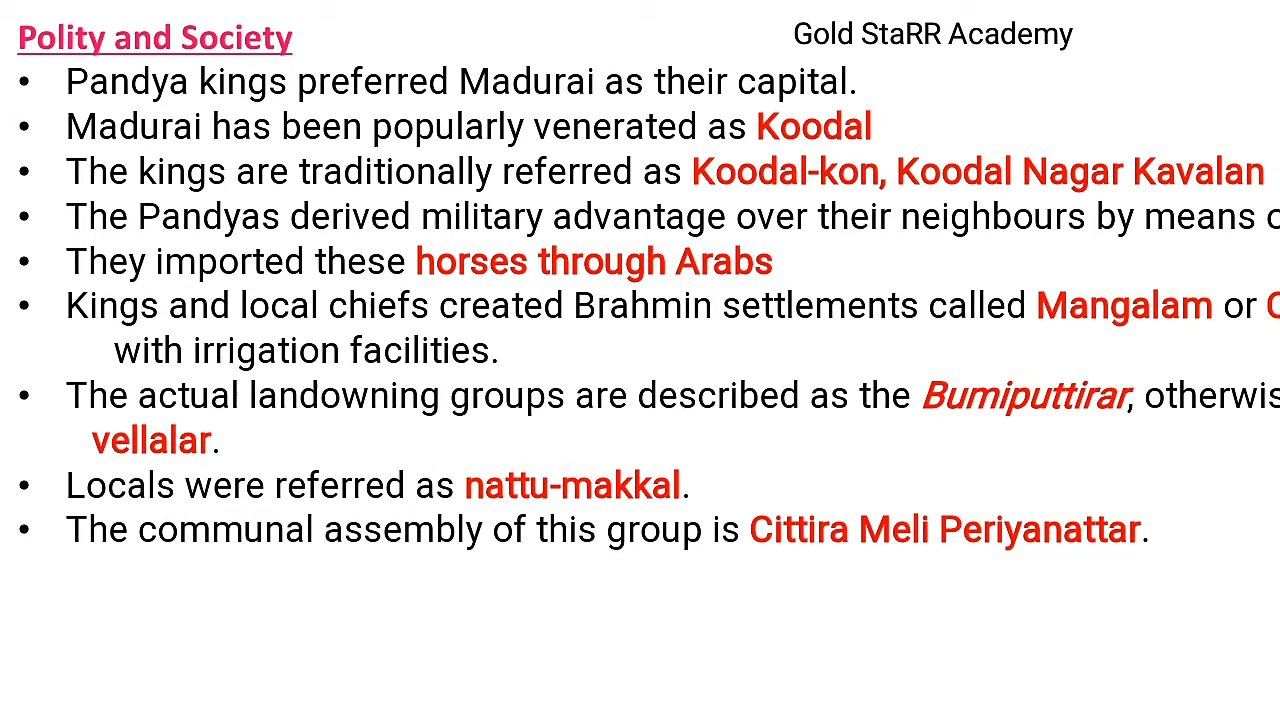 Polity and Society
Gold StaRR Academy
• Pandya kings preferred Madurai as their capital.
• Madurai has been popularly venerated as Koodal
• The kings are traditionally referred as Koodal-kon, Koodal Nagar Kavalan
• The Pandyas derived military advantage over their neighbours by means
• They imported these horses through Arabs
• Kings and local chiefs created Brahmin settlements called Mangalam or
with irrigation facilities.
• The actual landowning groups are described as the Bumiputtirar,
vellalar.
• Locals were referred as nattu-makkal.
• The communal assembly of this group is Cittira Meli Periyanattar.